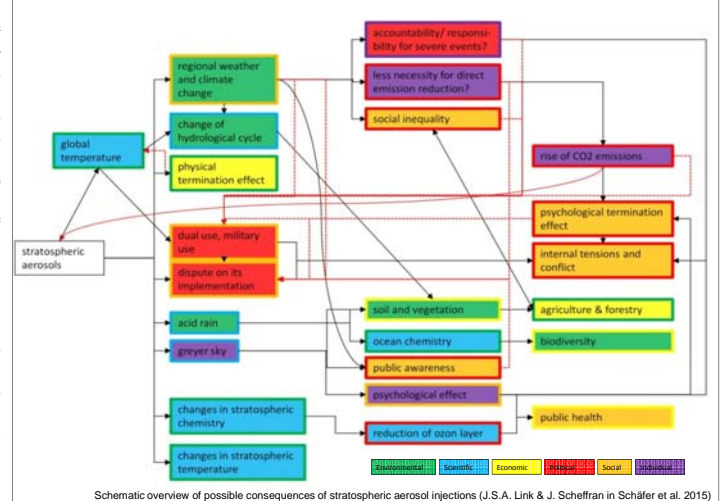 accountability/ responsi-
bility for severe events?
regional weather
and climate
change
less necessity for direct
emission reduction?
social inequality
change of
hydrological cycle
global
temperature
rise of CO2 emissions
physical
termination effect
psychological termination
effect
dual use, military
use
stratospheric
aerosols
internal tensions and
conflict
dispute on its
implementation
soil and vegetation
agriculture & forestry
acid rain
ocean chemistry
biodiversity
greyer sky
public awareness
psychological effect
changes in stratospheric
chemistry
public health
reduction of ozon layer
changes in stratospheric
temperature
Environmental
Scientific
Economic
Political
Social
Individual
Schematic overview of possible consequences of stratospheric aerosol injections (J.S.A. Link & J. Scheffran in Schäfer et al. 2015)